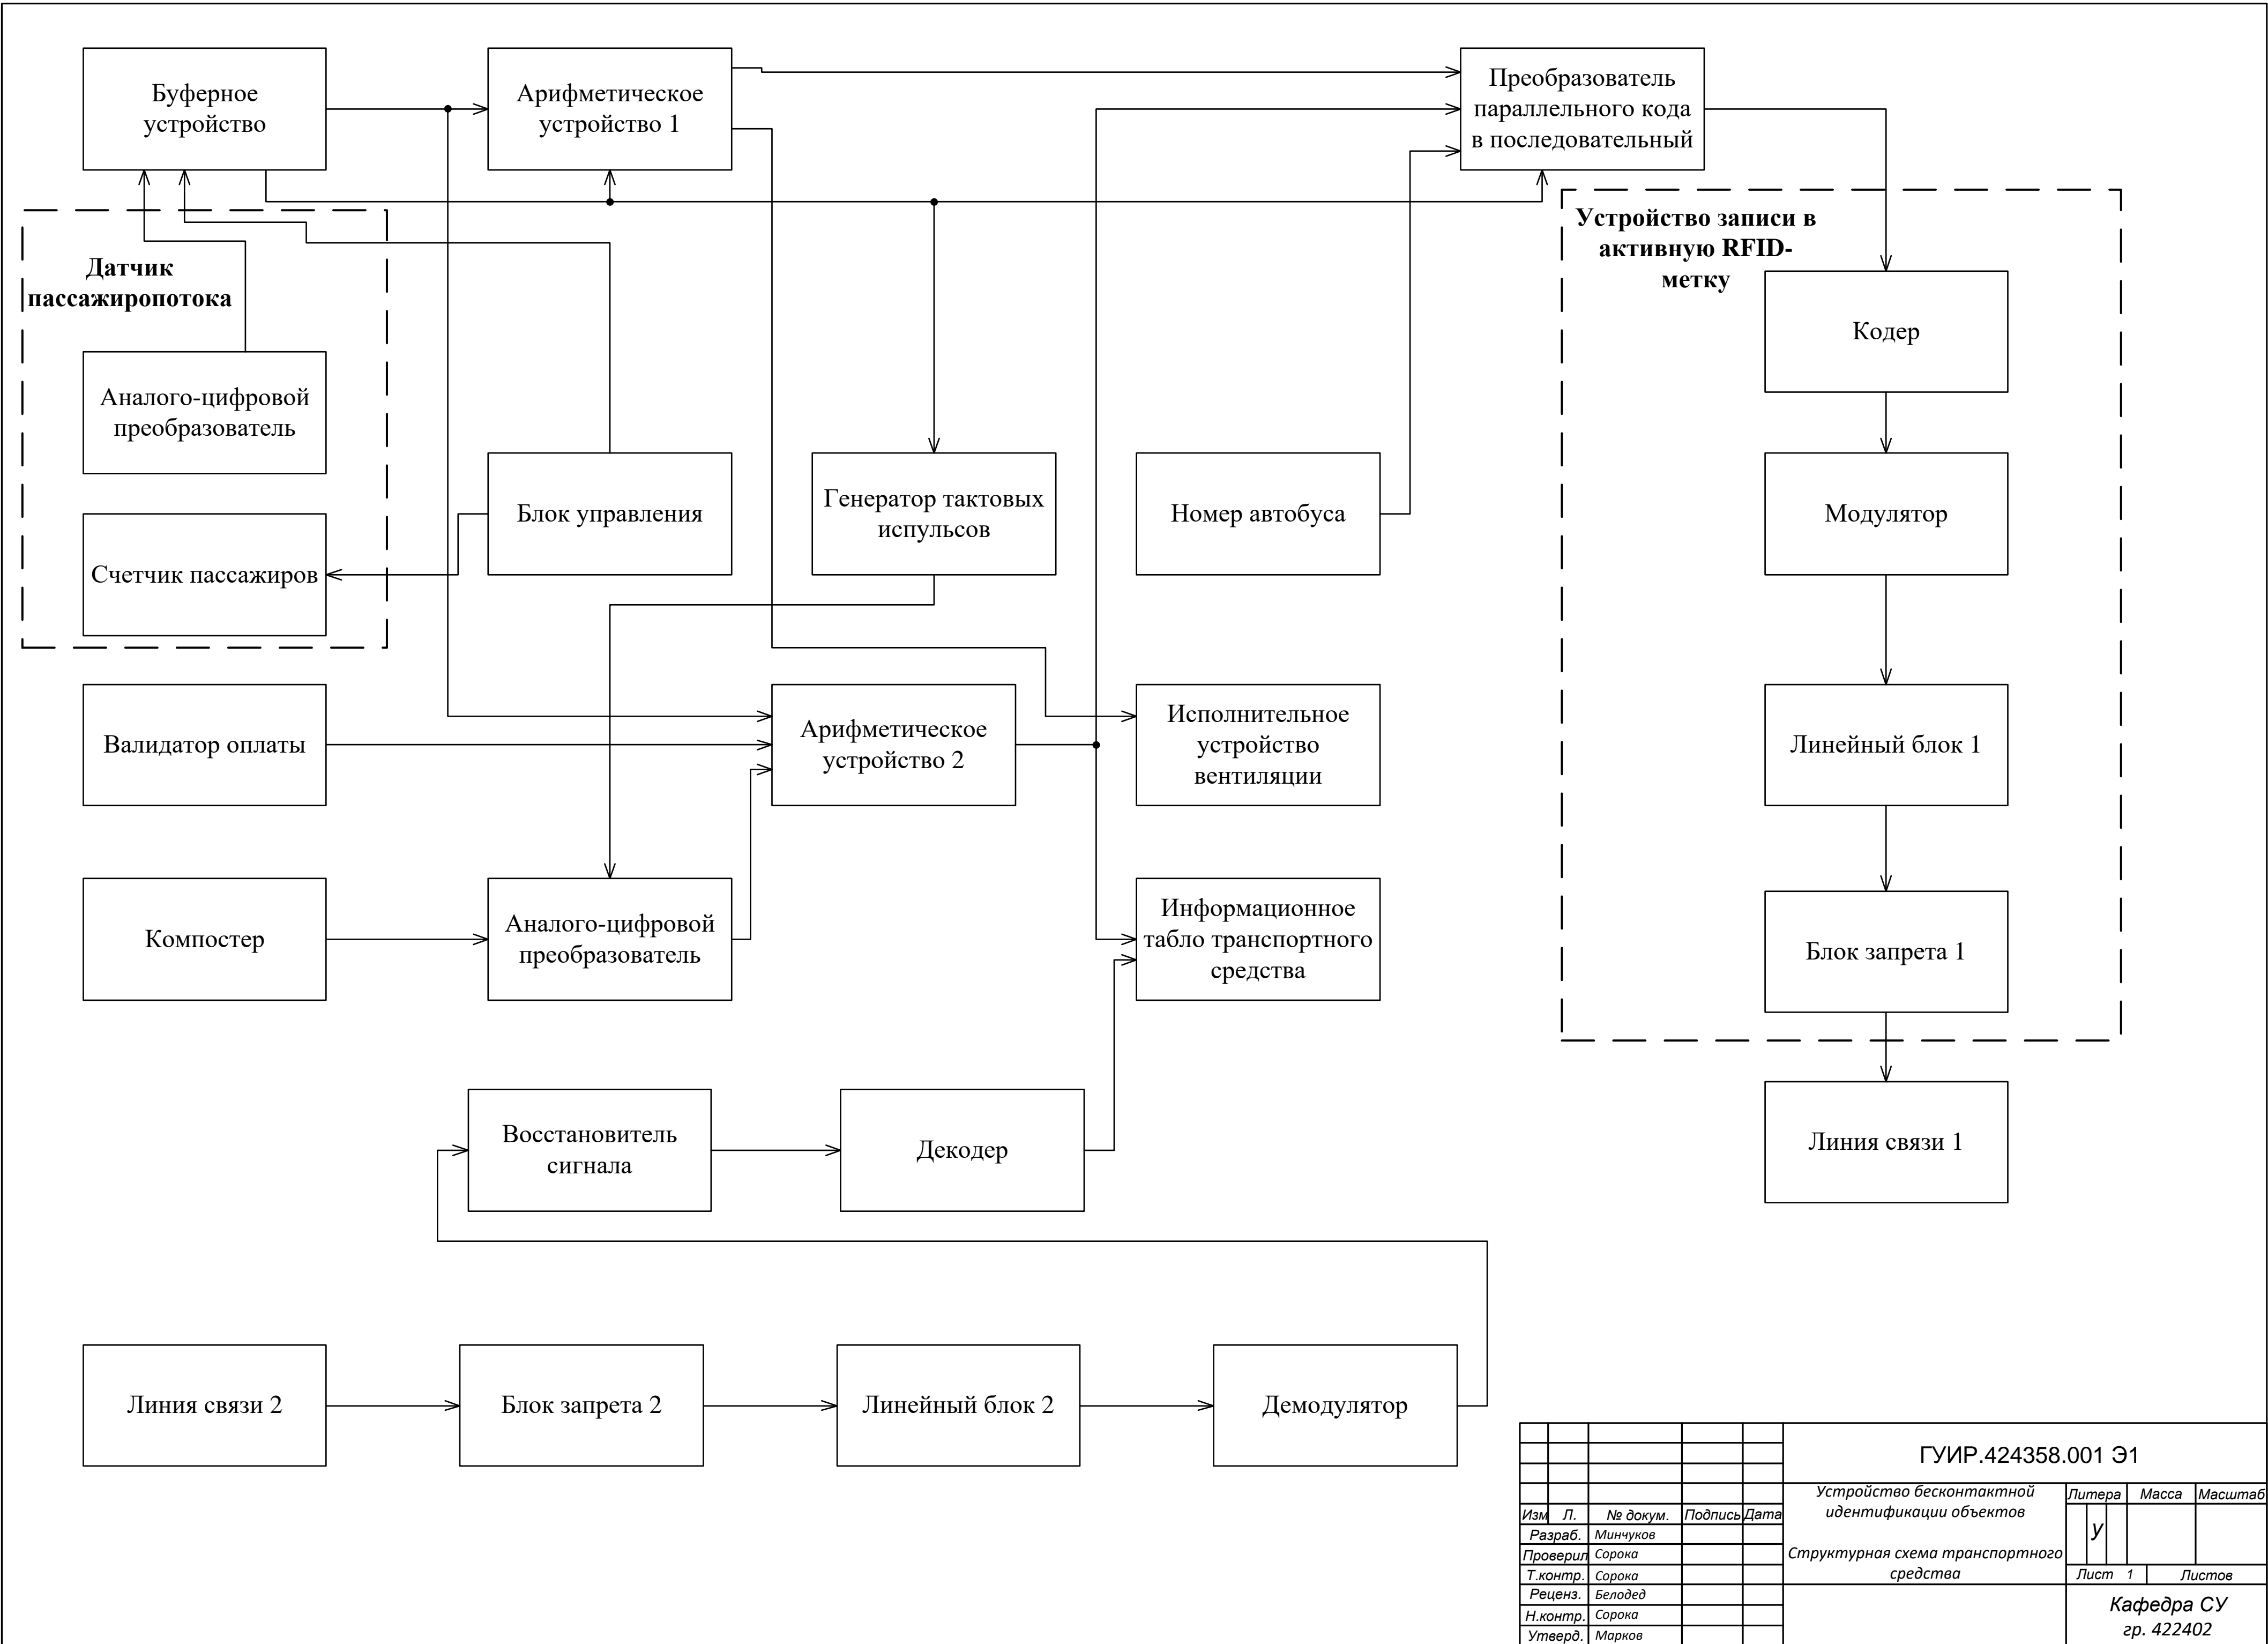 Буферное
устройство
Арифметическое
устройство 1
Преобразователь
параллельного кода
в последовательный
Датчик
пассажиропотока
Устройство записи в
активную RFID-
метку
Кодер
Аналого-цифровой
преобразователь
Блок управления
Генератор тактовых
испульсов
Номер автобуса
Модулятор
Счетчик пассажиров
Валидатор оплаты
Арифметическое
устройство 2
Исполнительное
устройство
вентиляции
Линейный блок 1
Компостер
Аналого-цифровой
преобразователь
Информационное
табло транспортного
средства
Блок запрета 1
Восстановитель
сигнала
Декодер
Линия связи 1
Линия связи 2
Блок запрета 2
Линейный блок 2
Демодулятор
ГУИР.424358.001 Э1
Устройство бесконтактной
идентификации объектов
Структурная схема транспортного
средства
Литера Масса Масштаб
у
Изм Л. № докум. Подпись Дата
Разраб. Минчуков
Проверил Сорока
Т.контр. Сорока
Лист 1 Листов
Реценз. Белодед
Н.контр. Сорока
Утверд. Марков
Кафедра СУ
гр. 422402